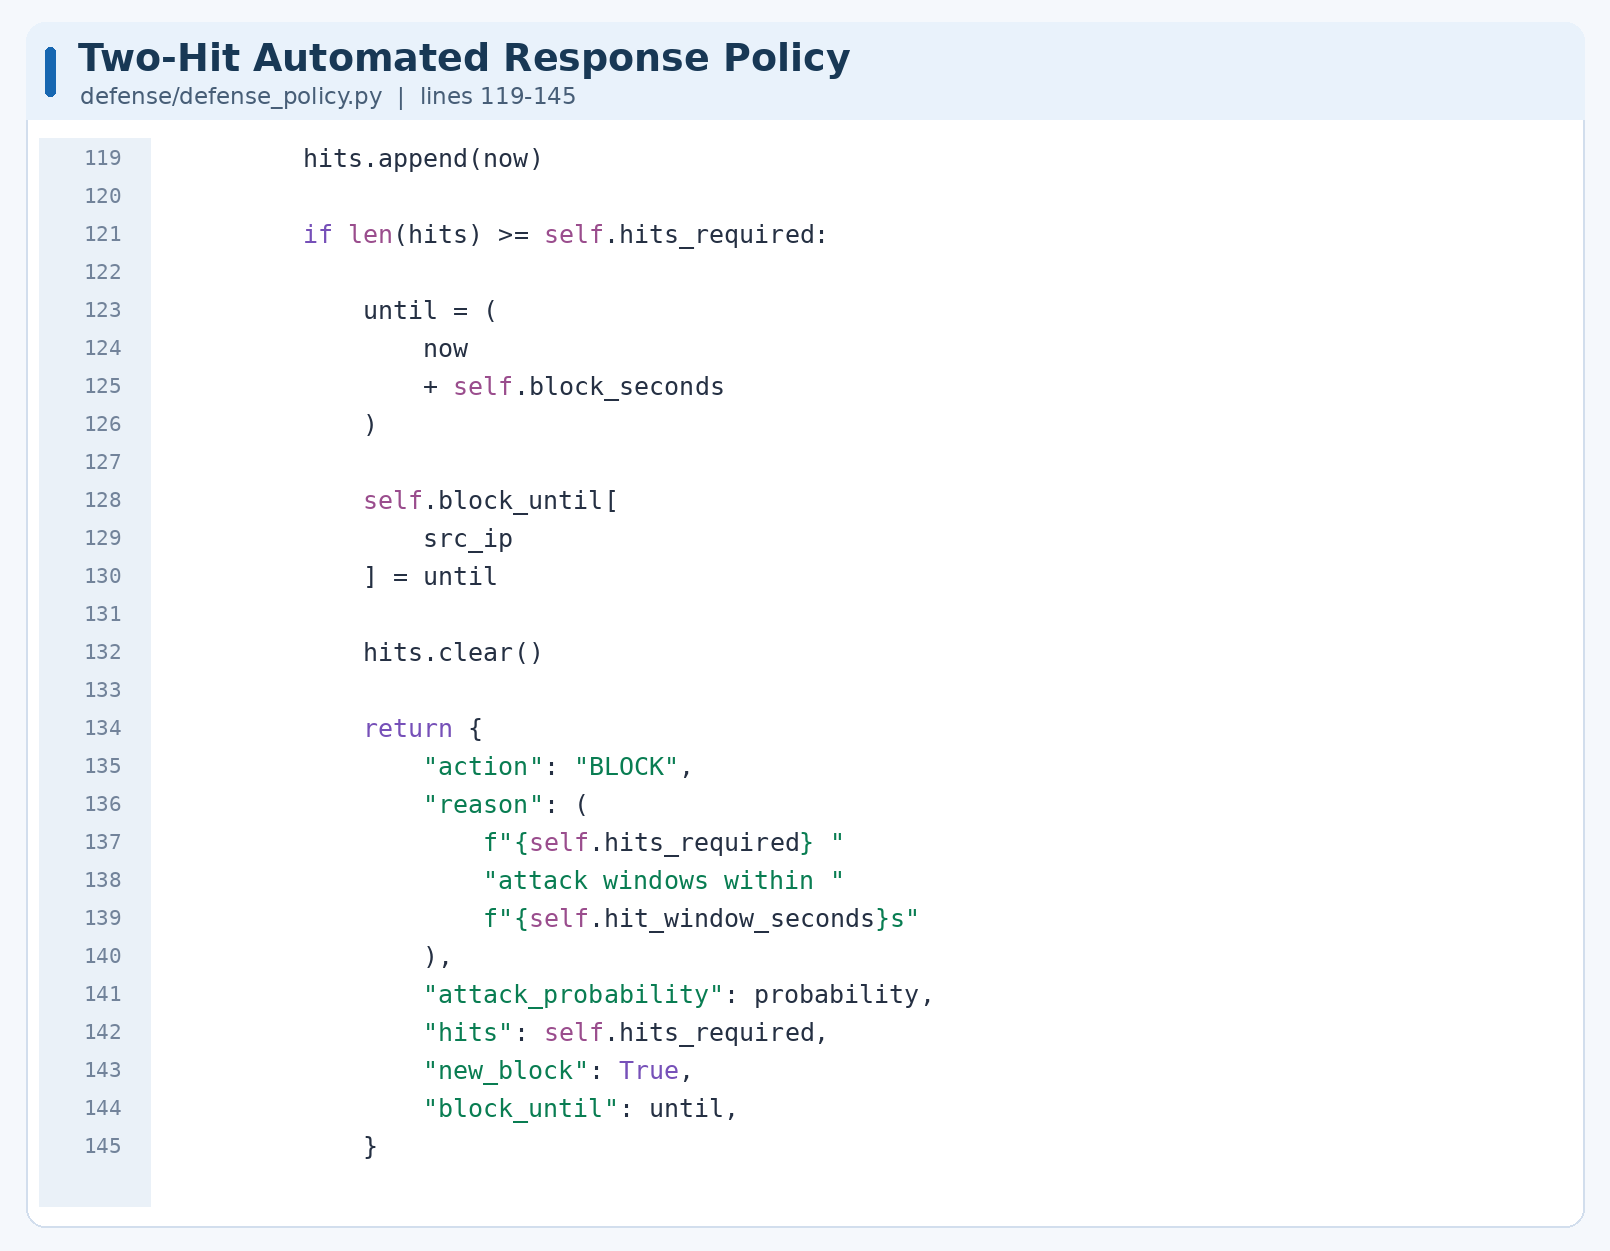 Two-Hit Automated Response Policy
defense/defense_policy.py | lines 119-145
119 hits.append(now)
120
121 if len(hits) >= self.hits_required:
122
123 until = (
124 now
125 + self.block_seconds
126 )
127
128 self.block_until[
129 src_ip
130 ] = until
131
132 hits.clear()
133
134 return {
135 "action": "BLOCK",
136 "reason": (
137 f"{self.hits_required} "
138 "attack windows within "
139 f"{self.hit_window_seconds}s"
140 ),
141 "attack_probability": probability,
142 "hits": self.hits_required,
143 "new_block": True,
144 "block_until": until,
145 }